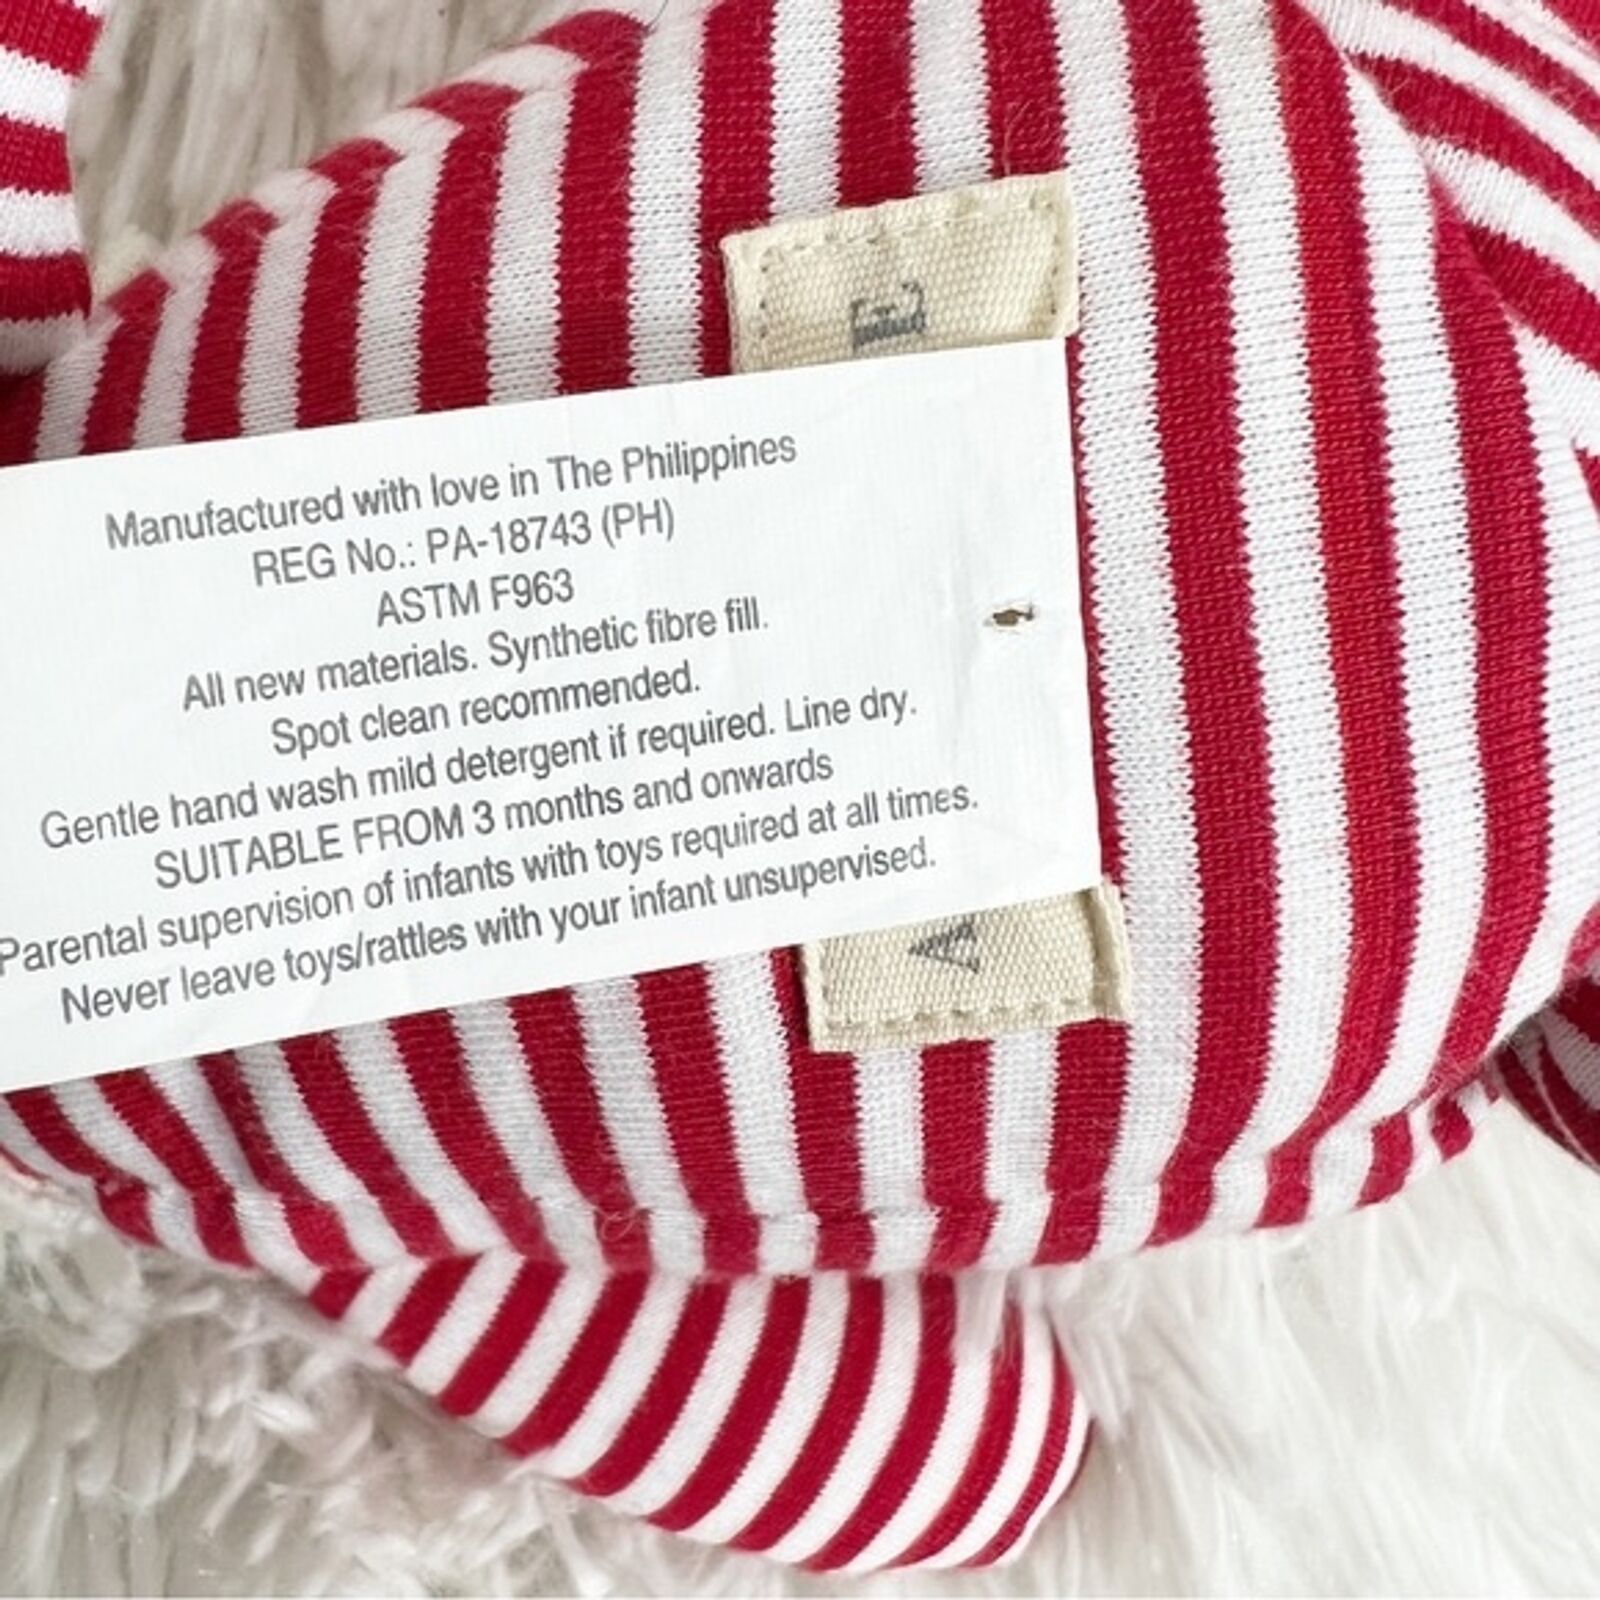 E
Manufactured with love in The Philippines
REG No.: PA-18743 (PH)
ASTM F963
All new materials. Synthetic fibre fill.
Spot clean recommended.
Gentle hand wash mild detergent if required. Line dry.
SUITABLE FROM 3 months and onwards
Parental supervision of infants with toys required at all times.
Never leave toys/rattles with your infant unsupervised.
A